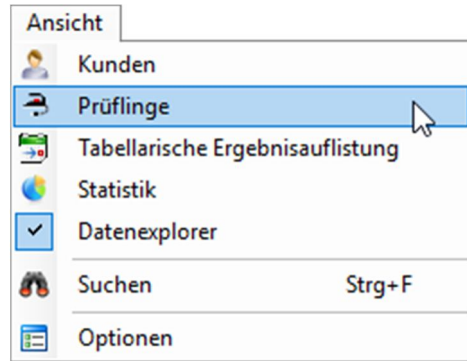 Ansicht
Kunden
Prüflinge
Tabellarische Ergebnisauflistung
Statistik
Datenexplorer
Suchen Strg+F
Optionen